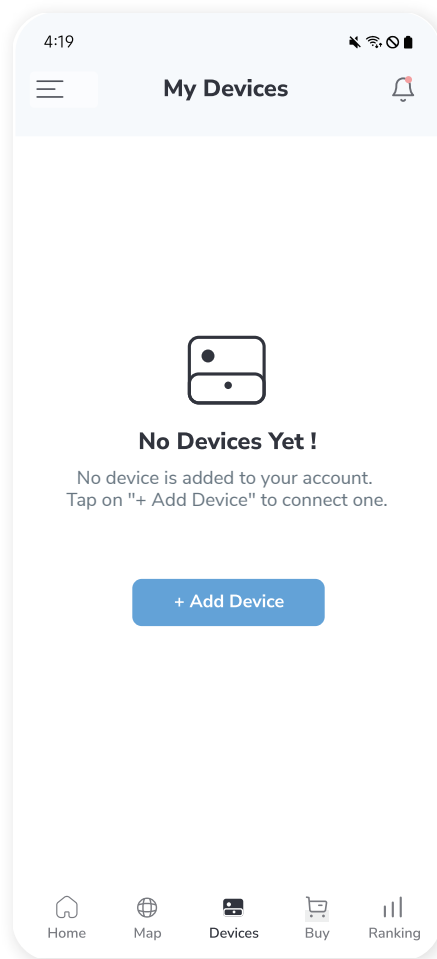 4:19
My Devices
No Devices Yet !
No device is added to your account.
Tap on "+ Add Device" to connect one.
+ Add Device
Home
Map
Devices
Buy
Ranking